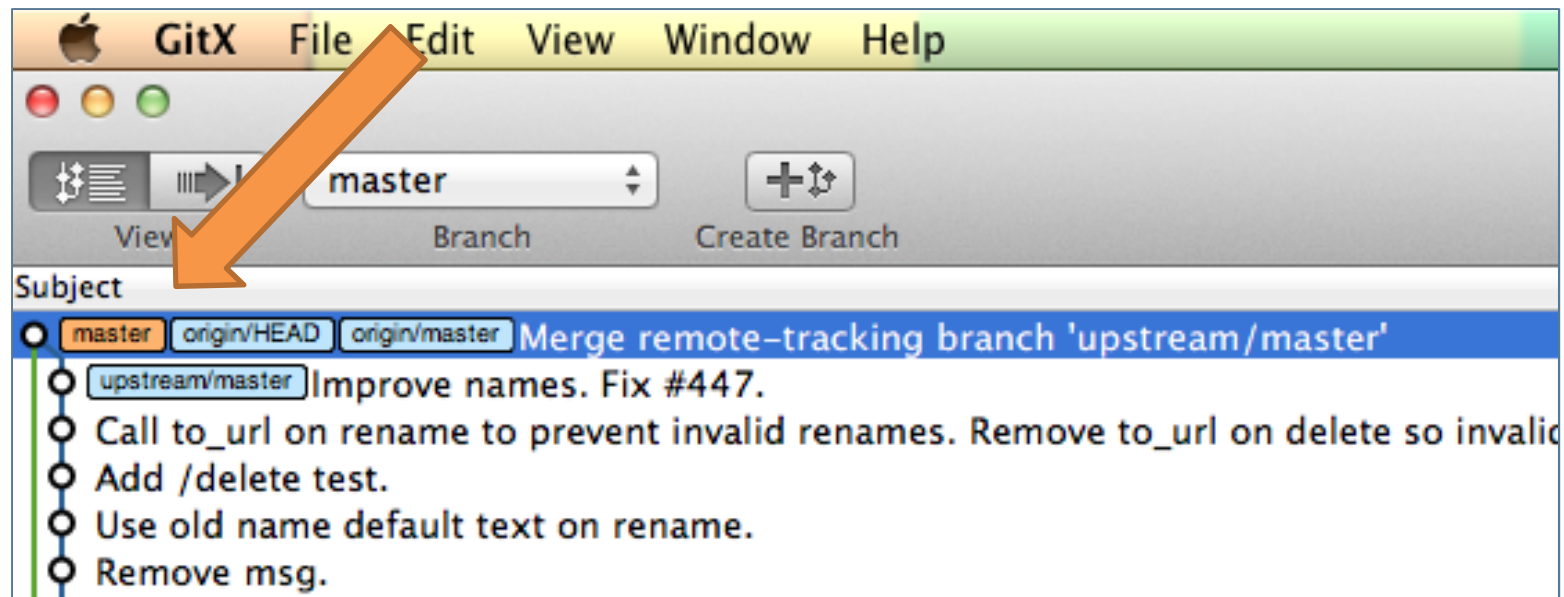 GitX File Edit View Window Help
master
View Branch Create Branch
Subject
master origin/HEAD origin/master Merge remote-tracking branch 'upstream/master'
upstream/master Improve names. Fix #447.
Call to_url on rename to prevent invalid renames. Remove to_url on delete so invalid
Add /delete test.
Use old name default text on rename.
Remove msg.